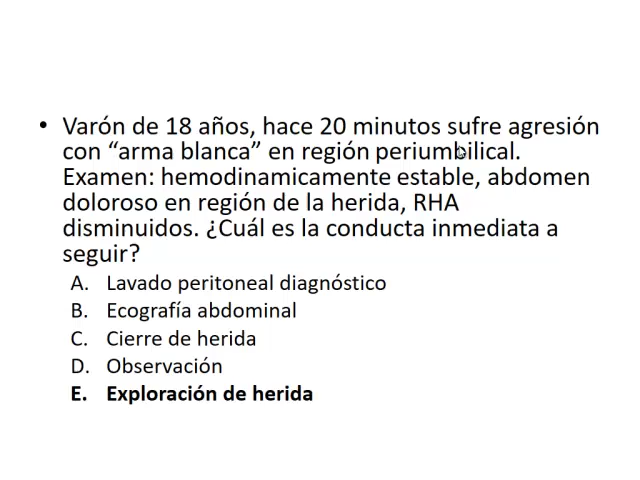 • Varón de 18 años, hace 20 minutos sufre agresión
con “arma blanca” en región periumbilical.
Examen: hemodinamicamente estable, abdomen
doloroso en región de la herida, RHA
disminuidos. ¿Cuál es la conducta inmediata a
seguir?
A. Lavado peritoneal diagnóstico
B. Ecografía abdominal
C. Cierre de herida
D. Observación
E. Exploración de herida